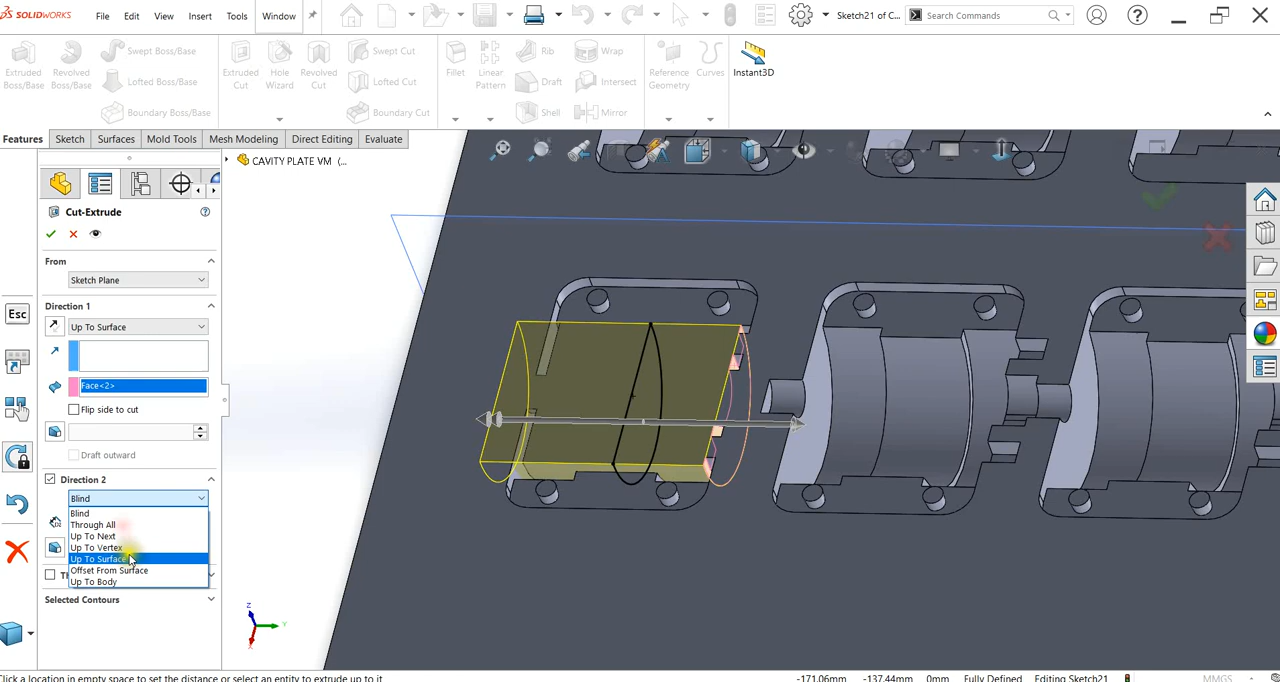 SOLIDWORKS File Edit View Insert Tools Window Sketch21 of C... Search Commands
Extruded Boss/Base
Revolved Boss/Base
Swept Boss/Base
Lofted Boss/Base
Boundary Boss/Base
Extruded Cut
Hole Wizard
Revolved Cut
Swept Cut
Lofted Cut
Boundary Cut
Fillet
Linear Pattern
Rib
Draft
Shell
Wrap
Intersect
Mirror
Reference Geometry
Curves
Instant3D
Features Sketch Surfaces Mold Tools Mesh Modeling Direct Editing Evaluate
CAVITY PLATE VM (...
Cut-Extrude
From
Sketch Plane
Direction 1
Esc
Up To Surface
Face<2>
Flip side to cut
Draft outward
Direction 2
Blind
Blind
Through All
Up To Next
Up To Vertex
Up To Surface
Offset From Surface
Up To Body
Selected Contours
Z
Y
X
Click a location in empty space to set the distance or select an entity to extrude up to it
-171.06mm -137.44mm 0mm Fully Defined Editing Sketch21 MMGS